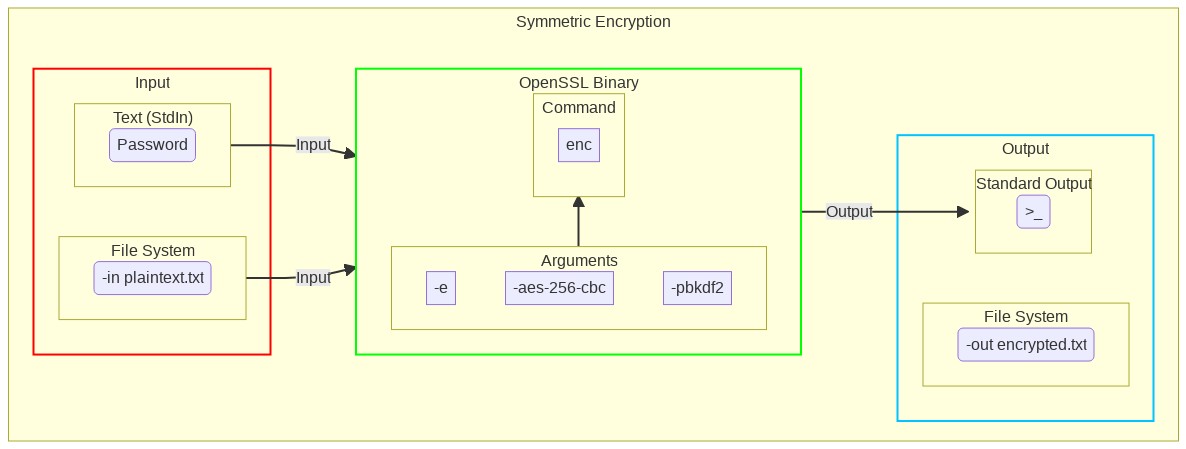 Symmetric Encryption
Input
Text (StdIn)
Password
File System
-in plaintext.txt
Input
Input
OpenSSL Binary
Command
enc
Arguments
-e
-aes-256-cbc
-pbkdf2
Output
Output
Standard Output
>_
File System
-out encrypted.txt